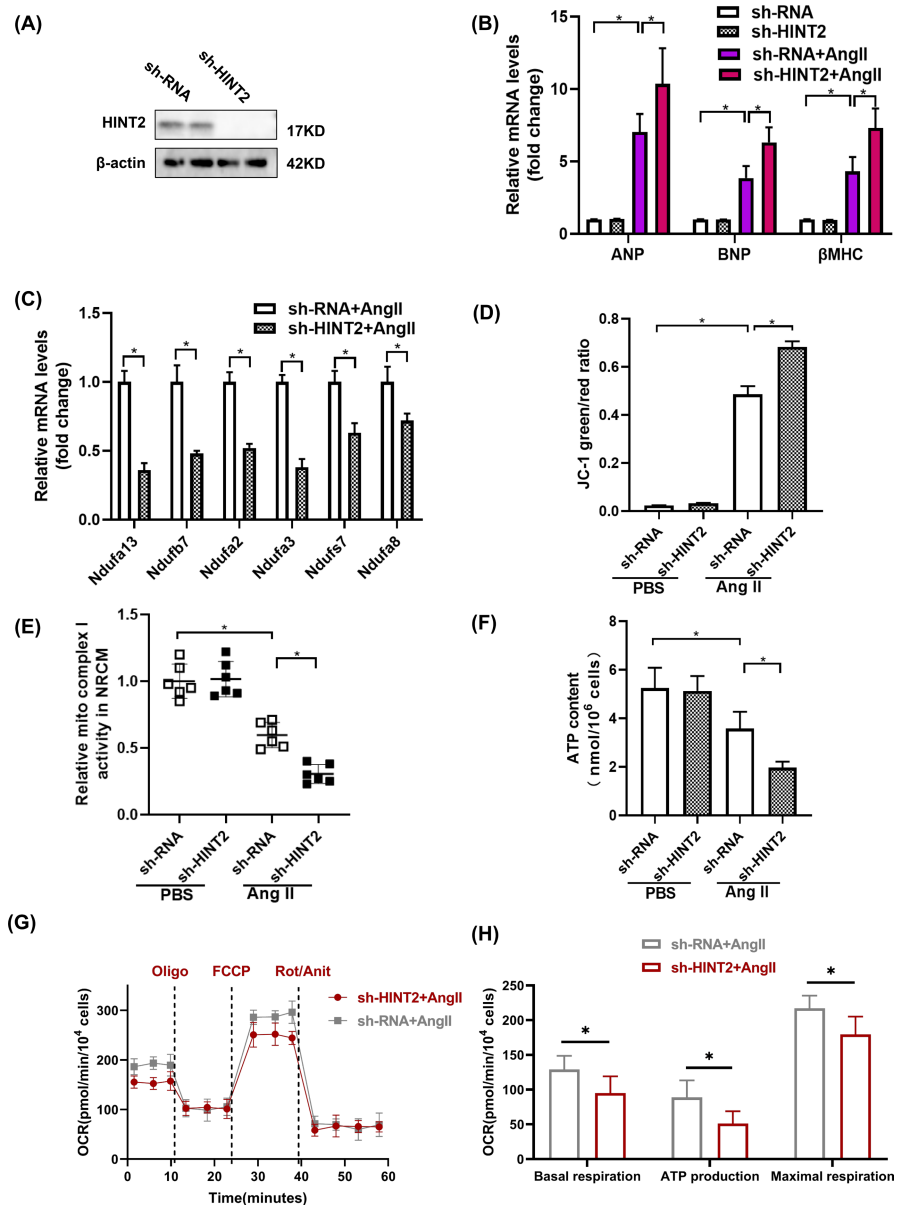 (A)
sh-RNA
sh-HINT2
HINT2
17KD
β-actin
42KD
(B)
sh-RNA
sh-HINT2
sh-RNA+AngII
sh-HINT2+AngII
Relative mRNA levels
(fold change)
15
10
5
0
* *
* *
* *
ANP BNP βMHC
(C)
sh-RNA+AngII
sh-HINT2+AngII
Relative mRNA levels
(fold change)
1.5
1.0
0.5
0.0
* * * * * *
Ndufa13 Ndufb7 Ndufa2 Ndufa3 Ndufs7 Ndufa8
(D)
JC-1 green/red ratio
0.8
0.6
0.4
0.2
0.0
* *
sh-RNA sh-HINT2 sh-RNA sh-HINT2
PBS Ang II
(E)
Relative mito complex I
activity in NRCM
1.5
1.0
0.5
0.0
* *
sh-RNA sh-HINT2 sh-RNA sh-HINT2
PBS Ang II
(F)
ATP content
（nmol/10⁶ cells)
8
6
4
2
0
* *
sh-RNA sh-HINT2 sh-RNA sh-HINT2
PBS Ang II
(G)
Oligo FCCP Rot/Anit
sh-HINT2+AngII
sh-RNA+AngII
OCR(pmol/min/10⁴ cells)
300
200
100
0
0 10 20 30 40 50 60
Time(minutes)
(H)
sh-RNA+AngII
sh-HINT2+AngII
OCR(pmol/min/10⁴ cells)
250
200
150
100
50
0
* * *
Basal respiration ATP production Maximal respiration